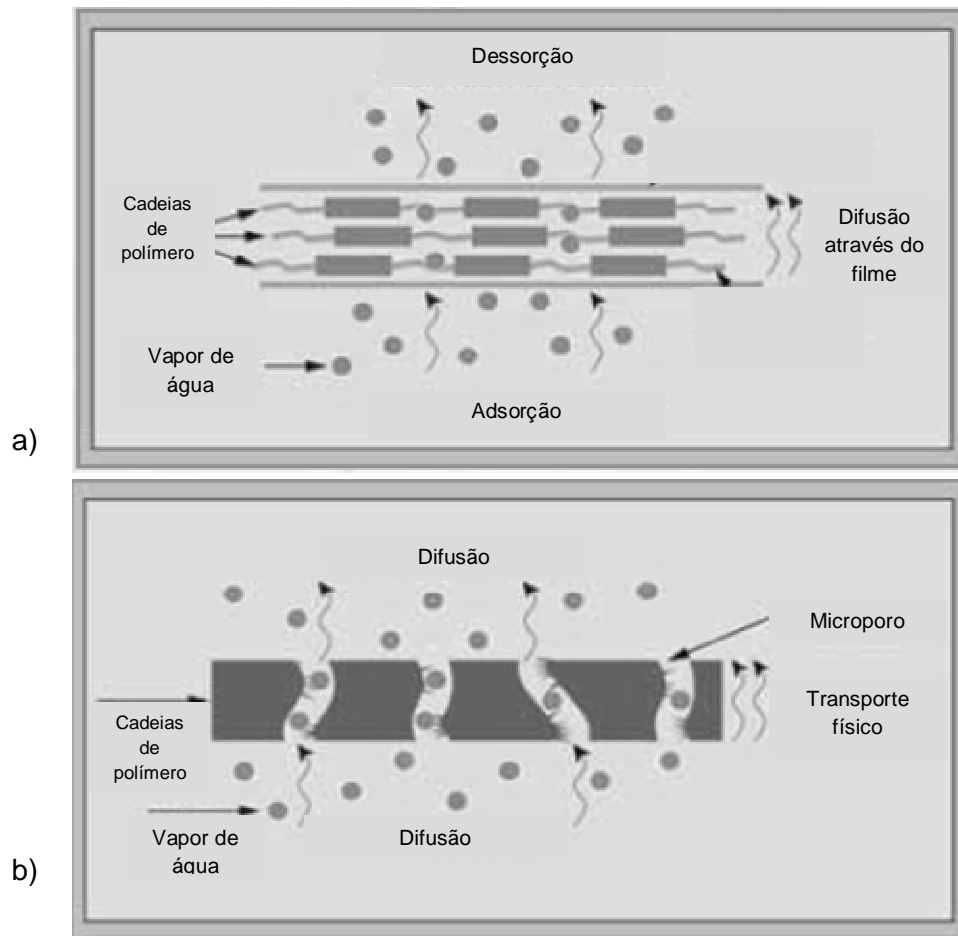 Dessorção
Cadeias
de
polímero
Difusão
através do
filme
Vapor de
água
Adsorção
a)
Difusão
Microporo
Transporte
físico
Cadeias
de
polímero
Vapor de
água
Difusão
b)